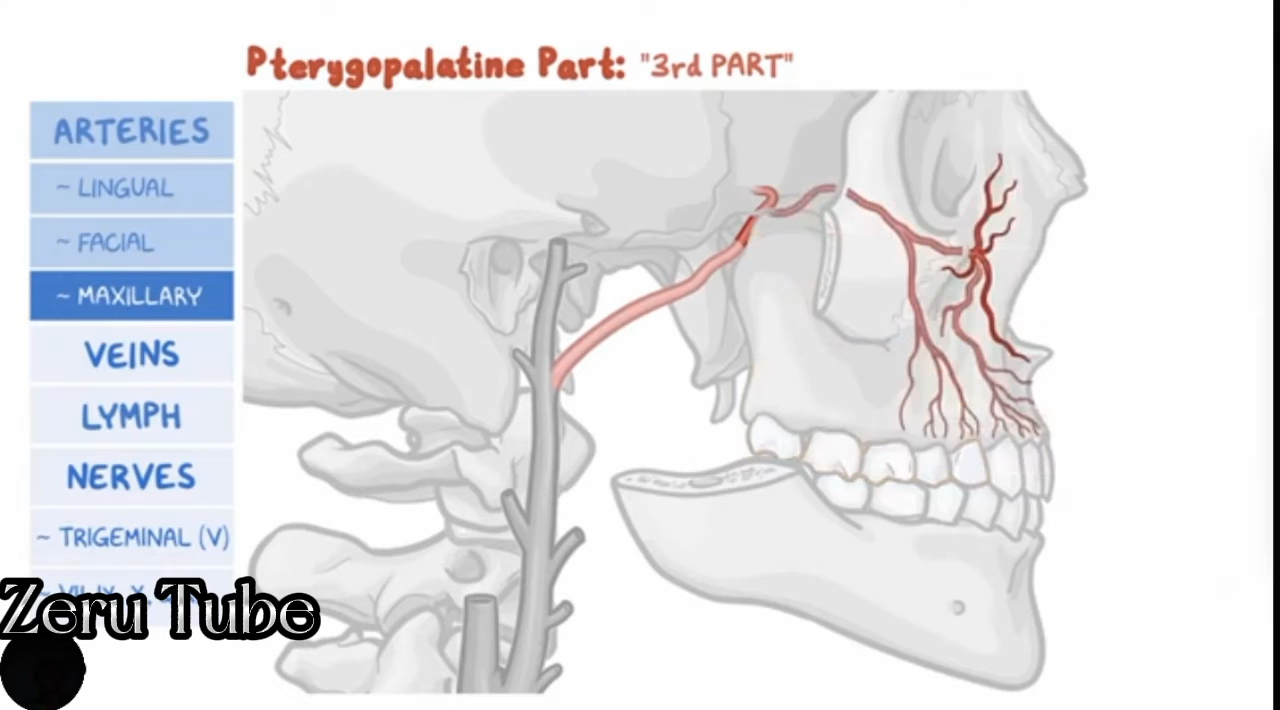 Pterygopalatine Part: "3rd PART"
ARTERIES
~ LINGUAL
~ FACIAL
~ MAXILLARY
VEINS
LYMPH
NERVES
~ TRIGEMINAL (V)
Zeru Tube